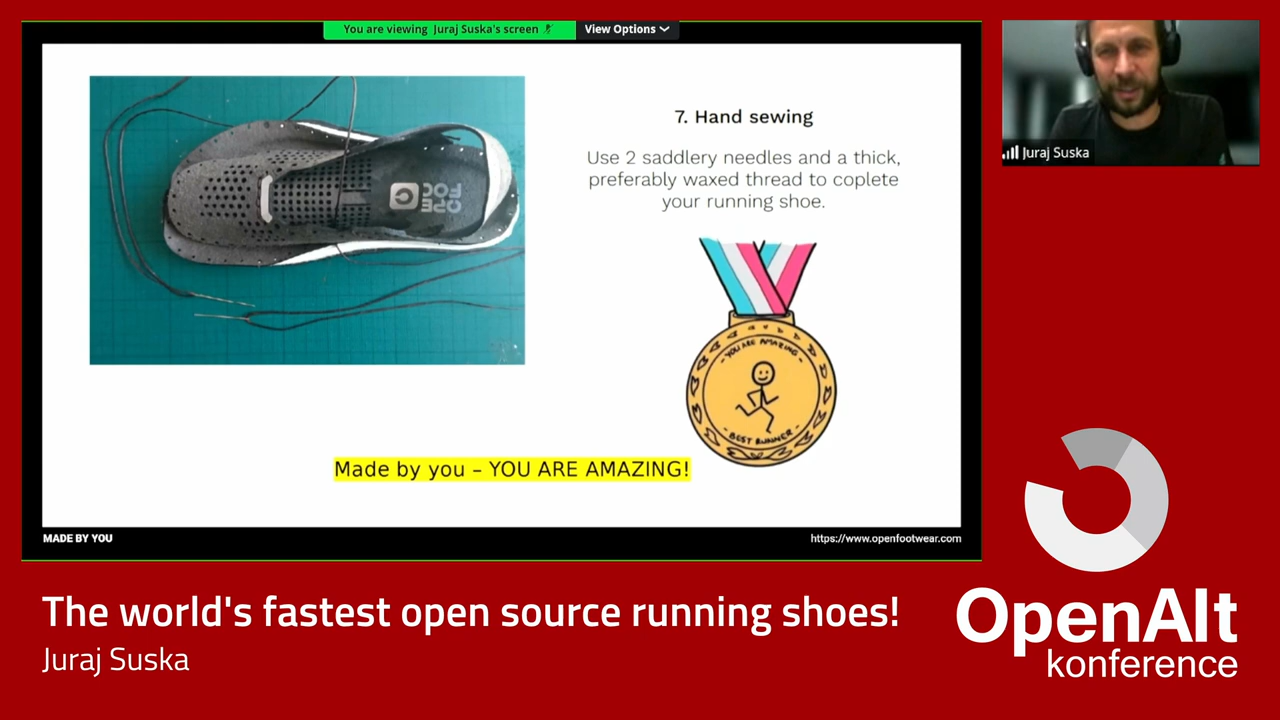 You are viewing Juraj Suska's screen
View Options
7. Hand sewing
Use 2 saddlery needles and a thick,
preferably waxed thread to coplete
your running shoe.
- YOU ARE AMAZING -
- BEST RUNNER -
Made by you – YOU ARE AMAZING!
MADE BY YOU
https://www.openfootwear.com
Juraj Suska
The world's fastest open source running shoes!
Juraj Suska
OpenAlt
konference